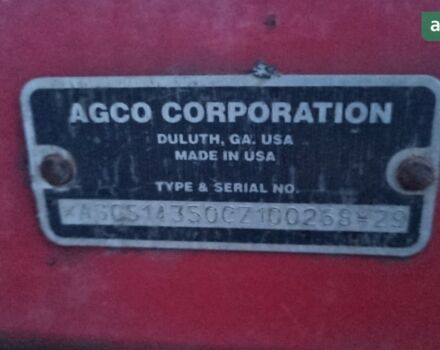 AGCO CORPORATION
DULUTH, GA. USA
MADE IN USA
TYPE & SERIAL NO.